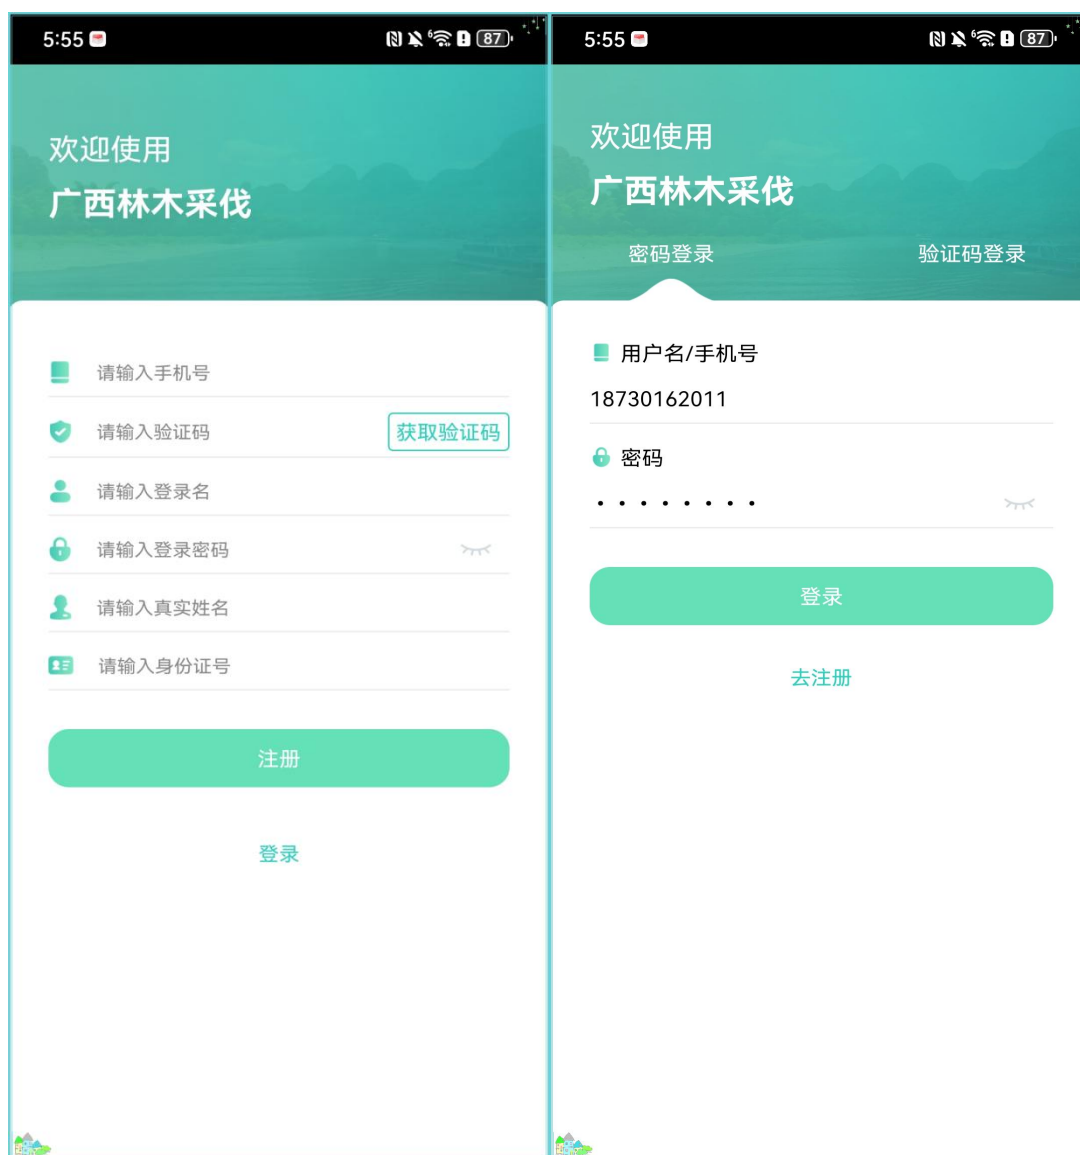 5:55
87
欢迎使用
广西林木采伐
请输入手机号
请输入验证码
获取验证码
请输入登录名
请输入登录密码
请输入真实姓名
请输入身份证号
注册
登录
5:55
87
欢迎使用
广西林木采伐
密码登录
验证码登录
用户名/手机号
18730162011
密码
登录
去注册